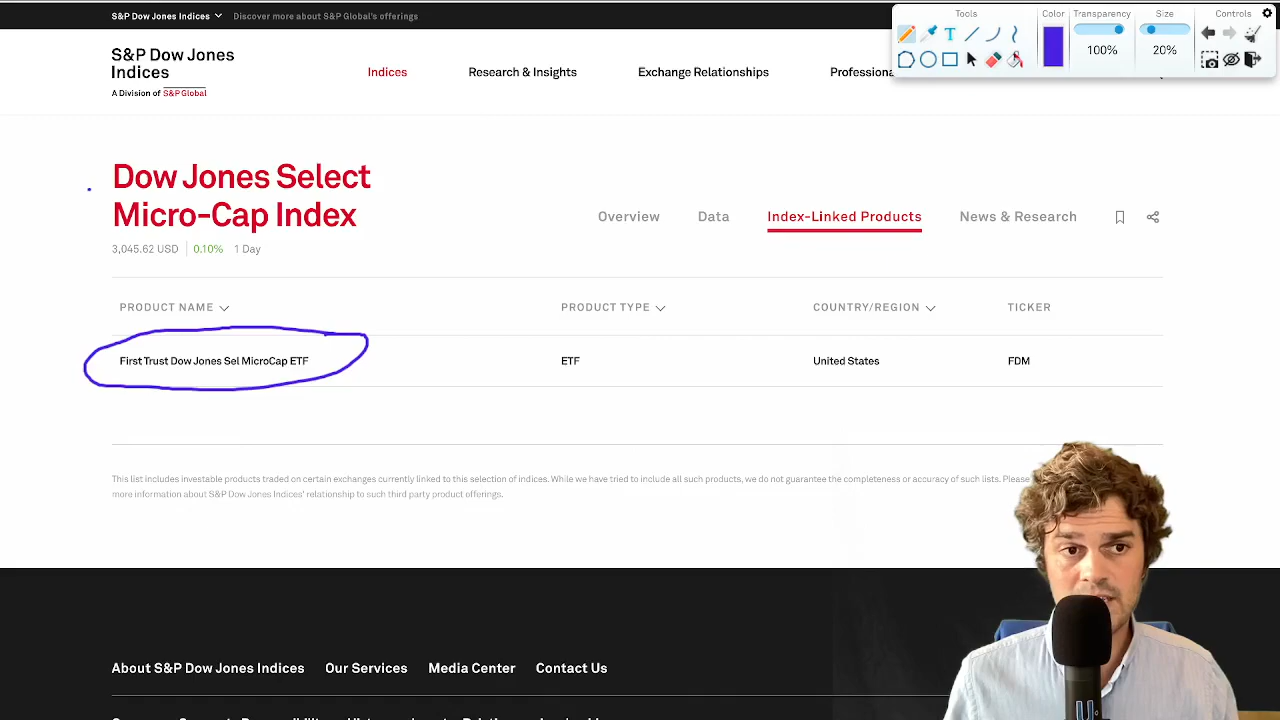 S&P Dow Jones Indices Discover more about S&P Global's offerings
Tools Color Transparency Size Controls
T
100% 20%
S&P Dow Jones
Indices
A Division of S&P Global
Indices Research & Insights Exchange Relationships Professiona
Dow Jones Select
Micro-Cap Index
3,045.62 USD 0.10% 1 Day
Overview Data Index-Linked Products News & Research
PRODUCT NAME PRODUCT TYPE COUNTRY/REGION TICKER
First Trust Dow Jones Sel MicroCap ETF ETF United States FDM
This list includes investable products traded on certain exchanges currently linked to this selection of indices. While we have tried to include all such products, we do not guarantee the completeness or accuracy of such lists. Please
more information about S&P Dow Jones Indices' relationship to such third party product offerings.
About S&P Dow Jones Indices Our Services Media Center Contact Us